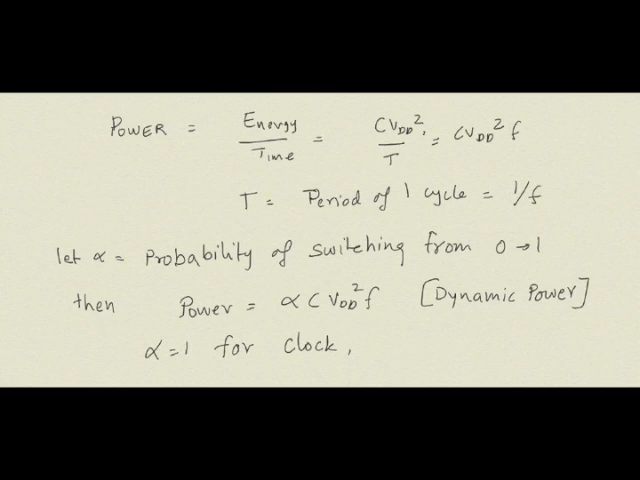 POWER = Energy / Time = CV_DD² / T = CV_DD² f
T = Period of 1 cycle = 1/f
let α = Probability of switching from 0 → 1
then Power = α C V_DD² f [Dynamic Power]
α = 1 for clock,